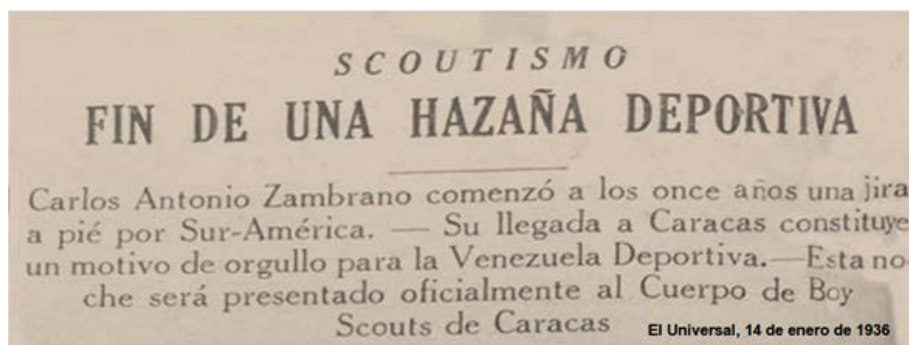 SCOUTISMO
FIN DE UNA HAZAÑA DEPORTIVA
Carlos Antonio Zambrano comenzó a los once años una jira
a pié por Sur-América. — Su llegada a Caracas constituye
un motivo de orgullo para la Venezuela Deportiva.—Esta no-
che será presentado oficialmente al Cuerpo de Boy
Scouts de Caracas
El Universal, 14 de enero de 1936